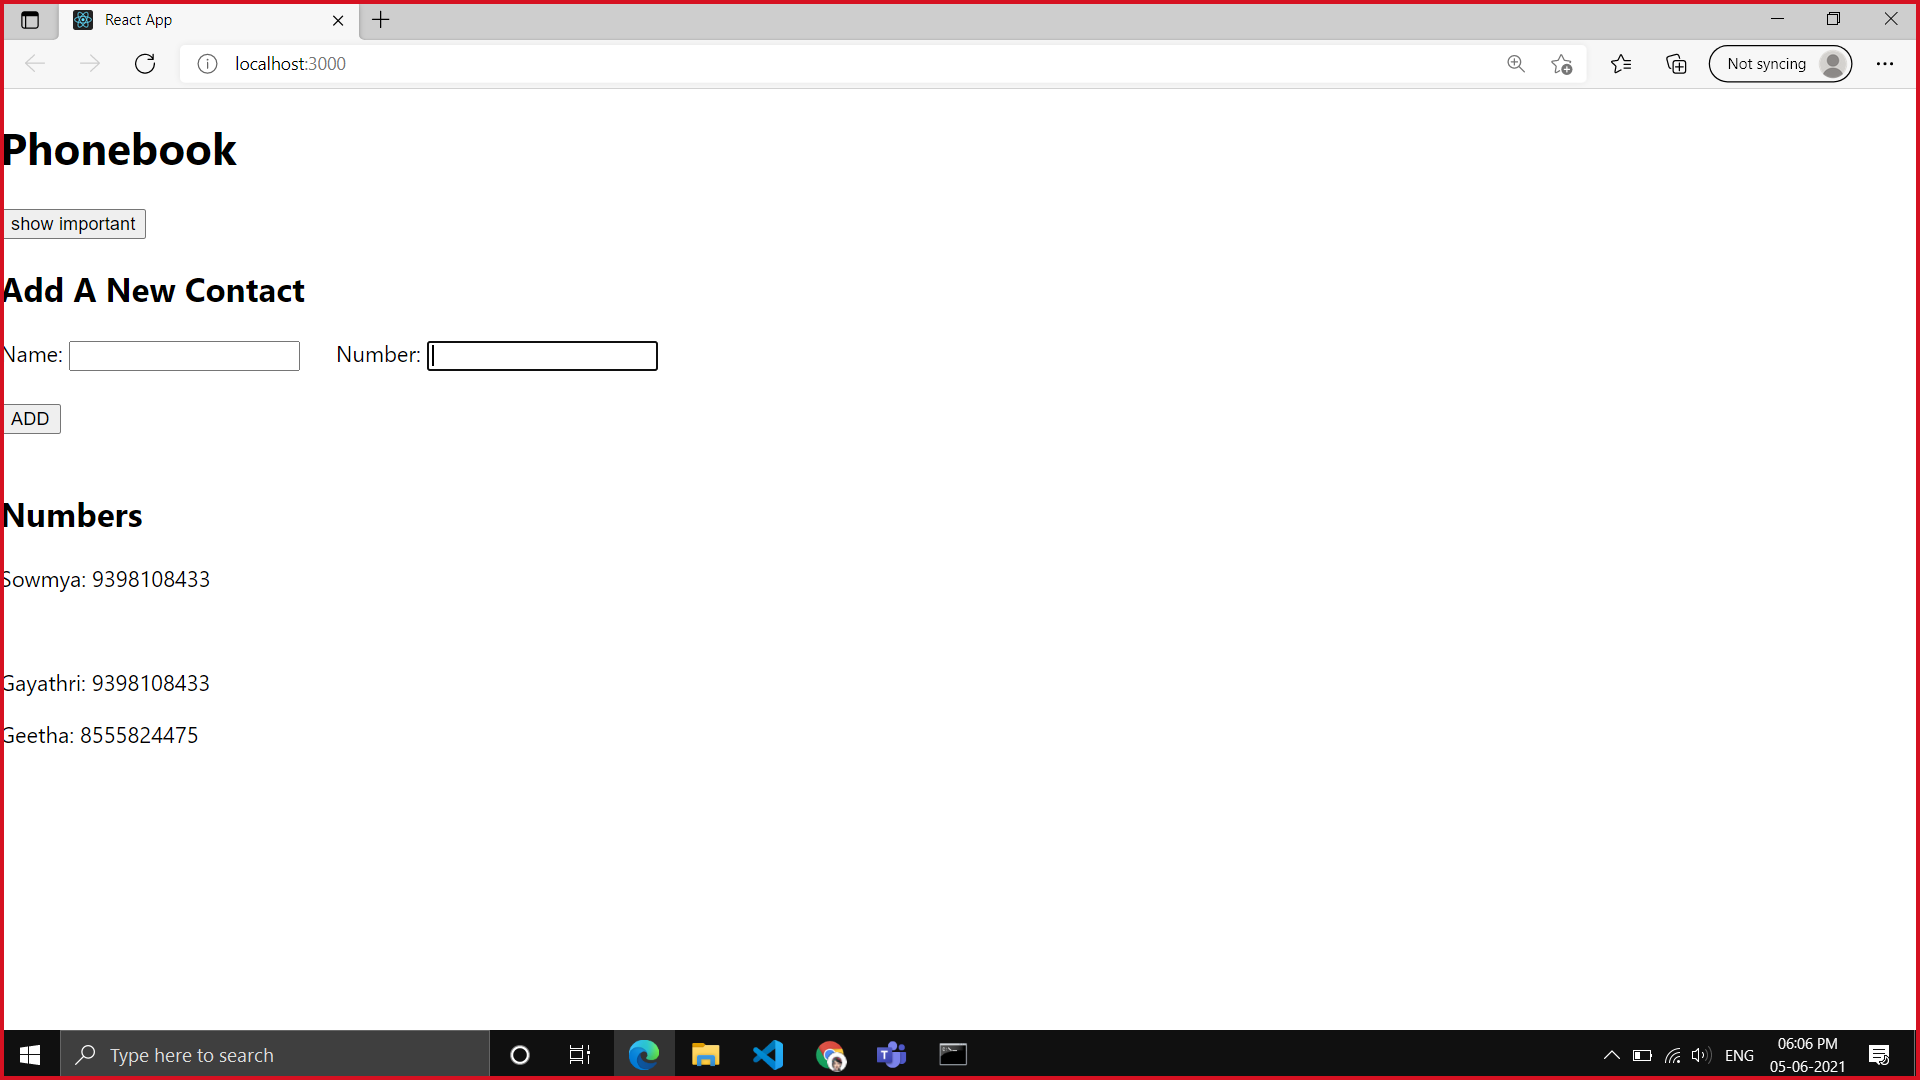 React App
localhost:3000
Not syncing
Phonebook
show important
Add A New Contact
Name: Number:
ADD
Numbers
Sowmya: 9398108433
Gayathri: 9398108433
Geetha: 8555824475
Type here to search
ENG
06:06 PM
05-06-2021